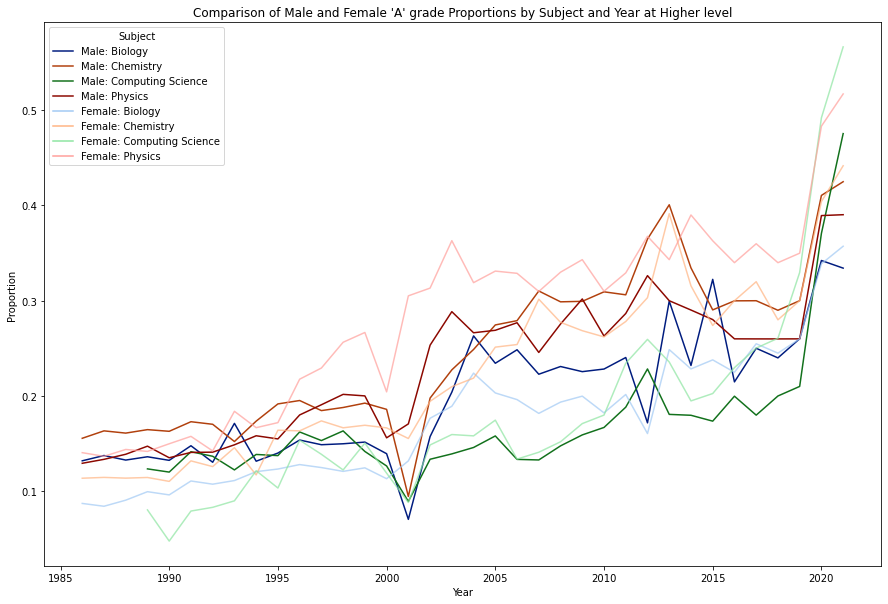 Comparison of Male and Female 'A' grade Proportions by Subject and Year at Higher level
Subject
Male: Biology
Male: Chemistry
Male: Computing Science
Male: Physics
Female: Biology
Female: Chemistry
Female: Computing Science
Female: Physics
Proportion
0.5
0.4
0.3
0.2
0.1
1985 1990 1995 2000 2005 2010 2015 2020
Year